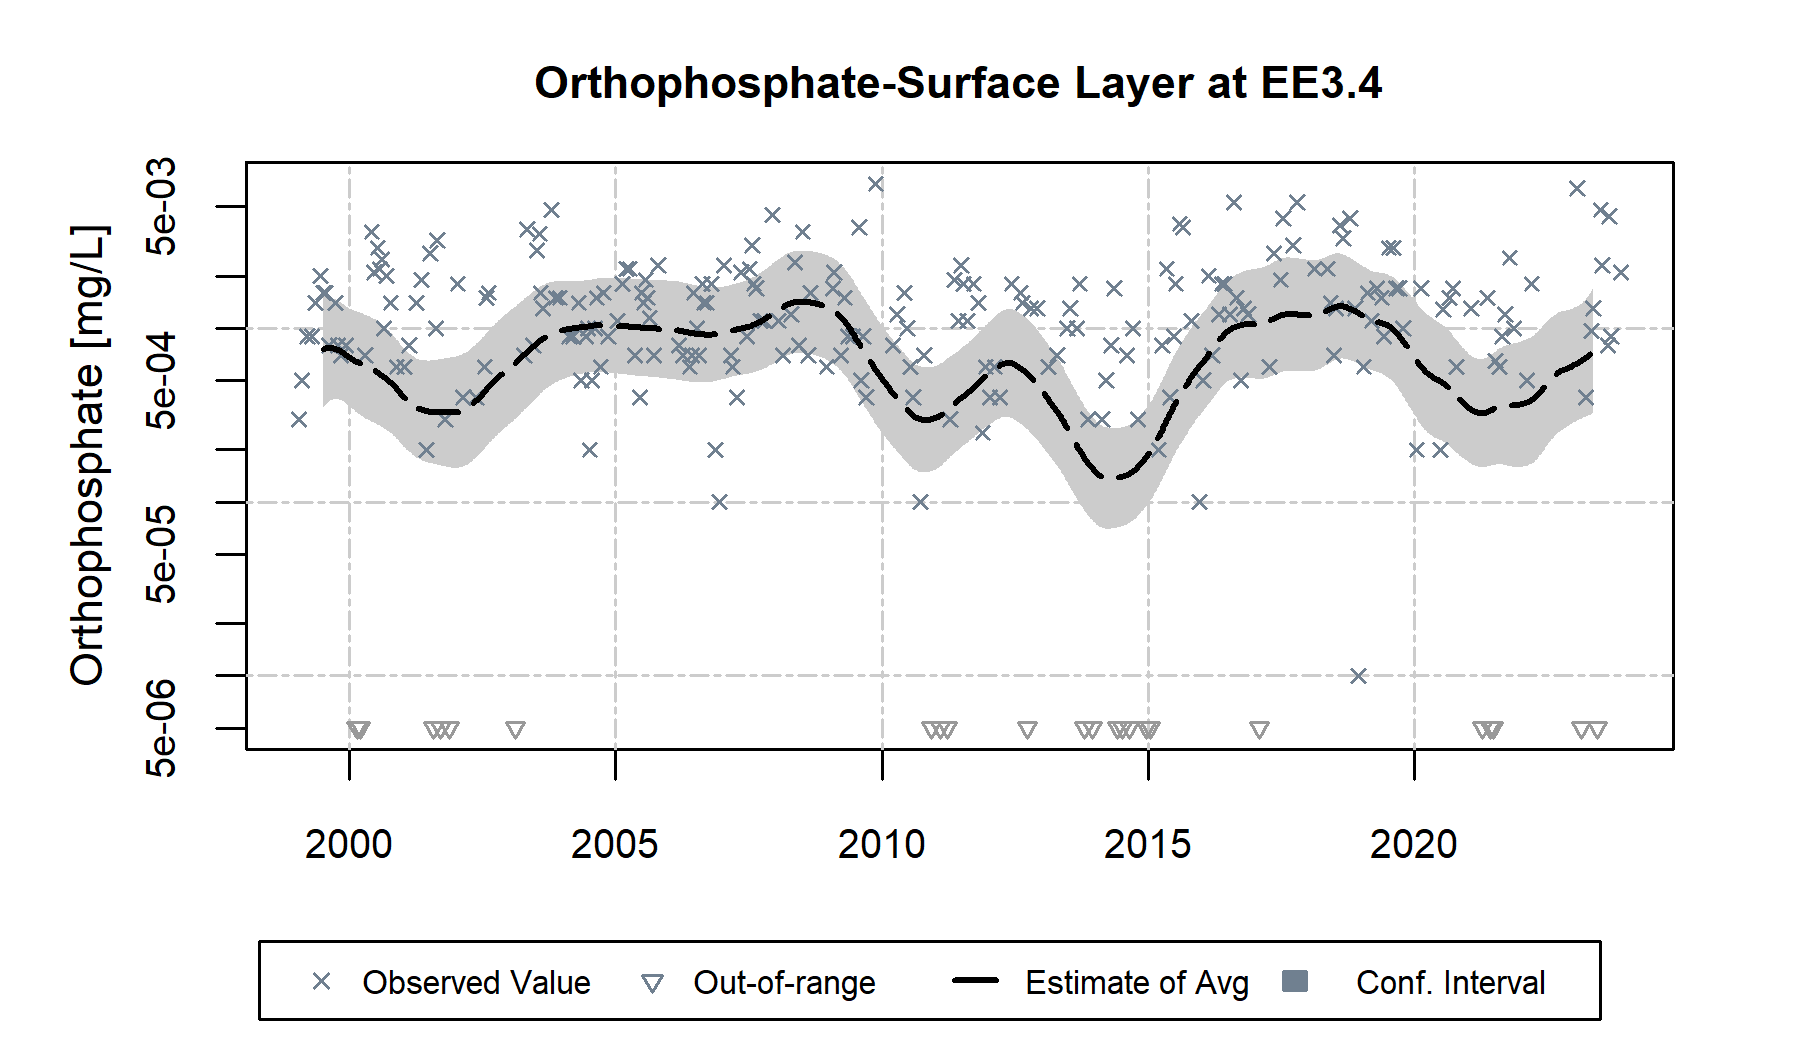 Orthophosphate-Surface Layer at EE3.4
Orthophosphate [mg/L]
5e-03
5e-04
5e-05
5e-06
2000 2005 2010 2015 2020
Observed Value Out-of-range Estimate of Avg Conf. Interval